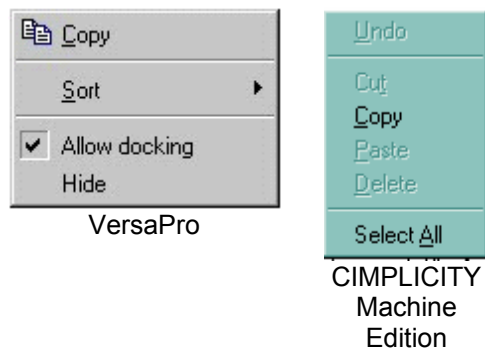 Copy
Sort
Allow docking
Hide
VersaPro
Undo
Cut
Copy
Paste
Delete
Select All
CIMPLICITY
Machine
Edition